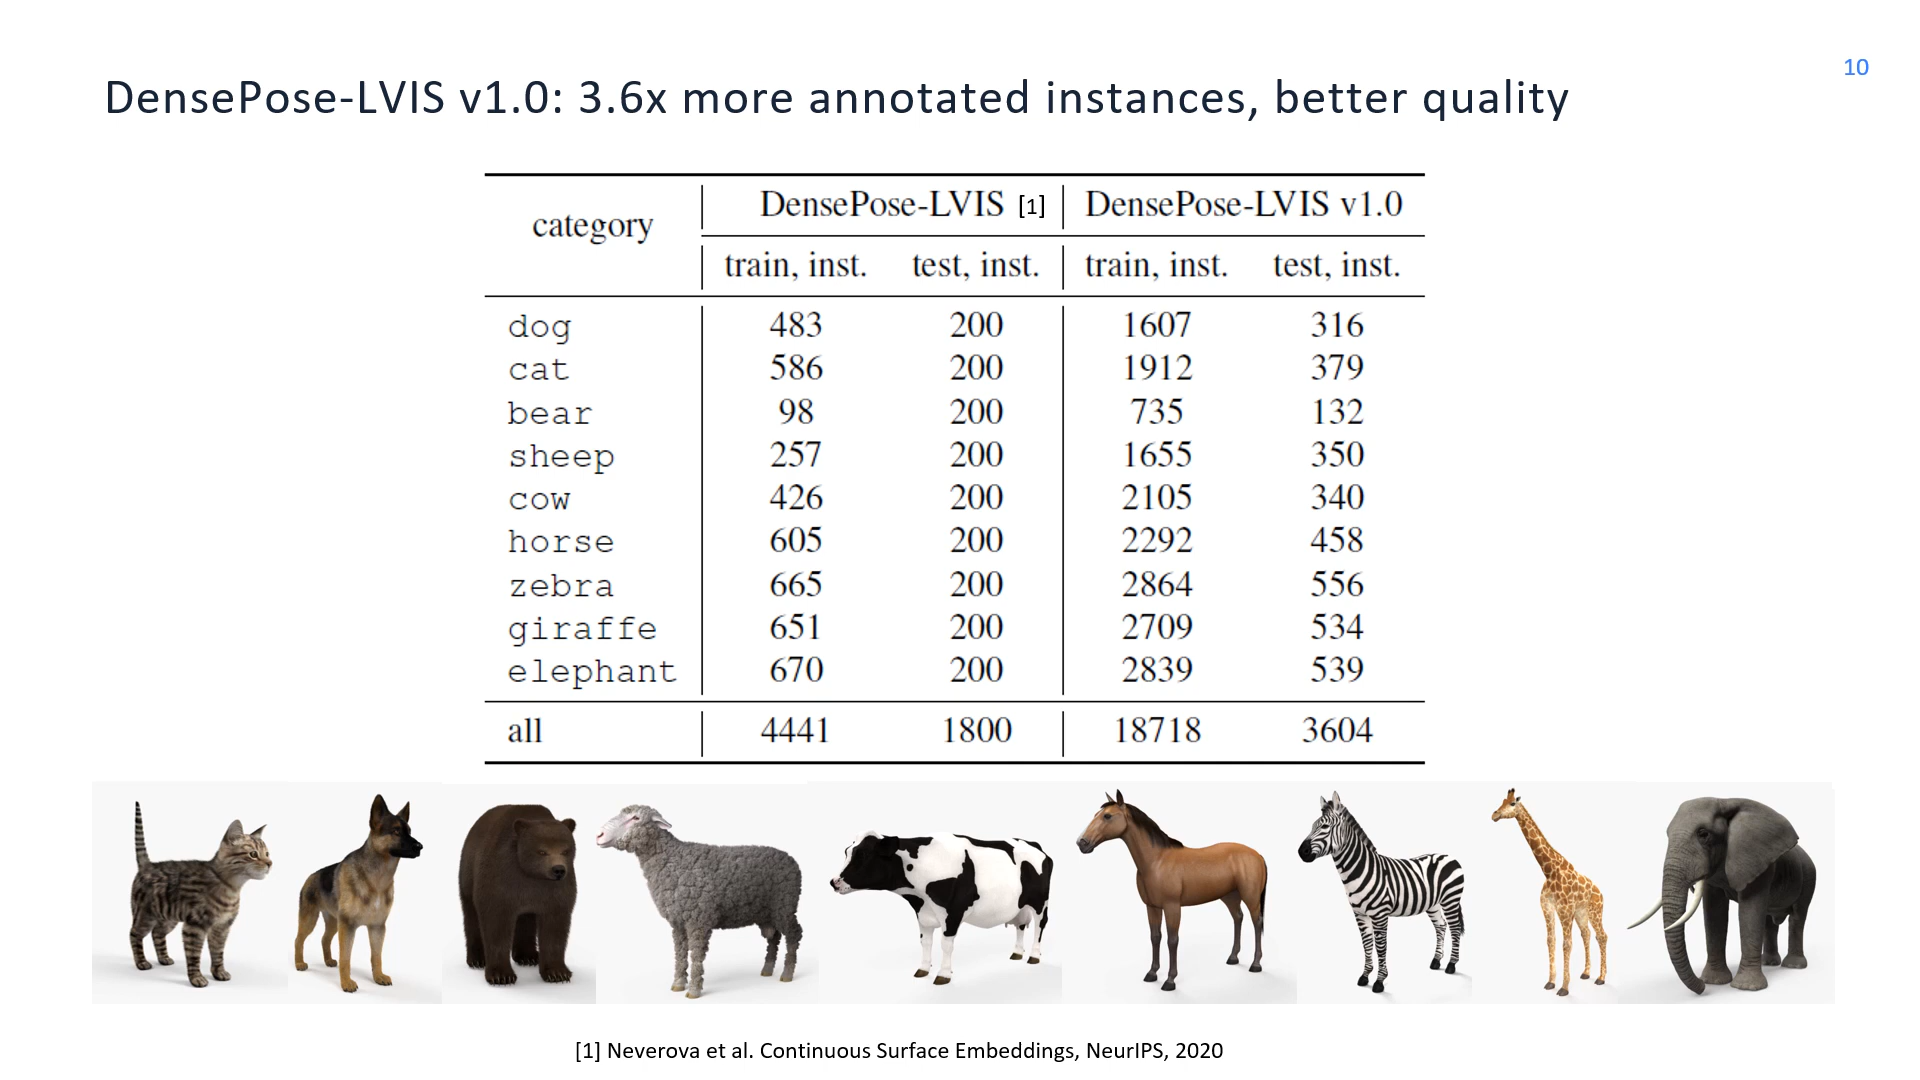 10
DensePose-LVIS v1.0: 3.6x more annotated instances, better quality
category DensePose-LVIS [1] DensePose-LVIS v1.0
train, inst. test, inst. train, inst. test, inst.
dog 483 200 1607 316
cat 586 200 1912 379
bear 98 200 735 132
sheep 257 200 1655 350
cow 426 200 2105 340
horse 605 200 2292 458
zebra 665 200 2864 556
giraffe 651 200 2709 534
elephant 670 200 2839 539
all 4441 1800 18718 3604
[1] Neverova et al. Continuous Surface Embeddings, NeurIPS, 2020